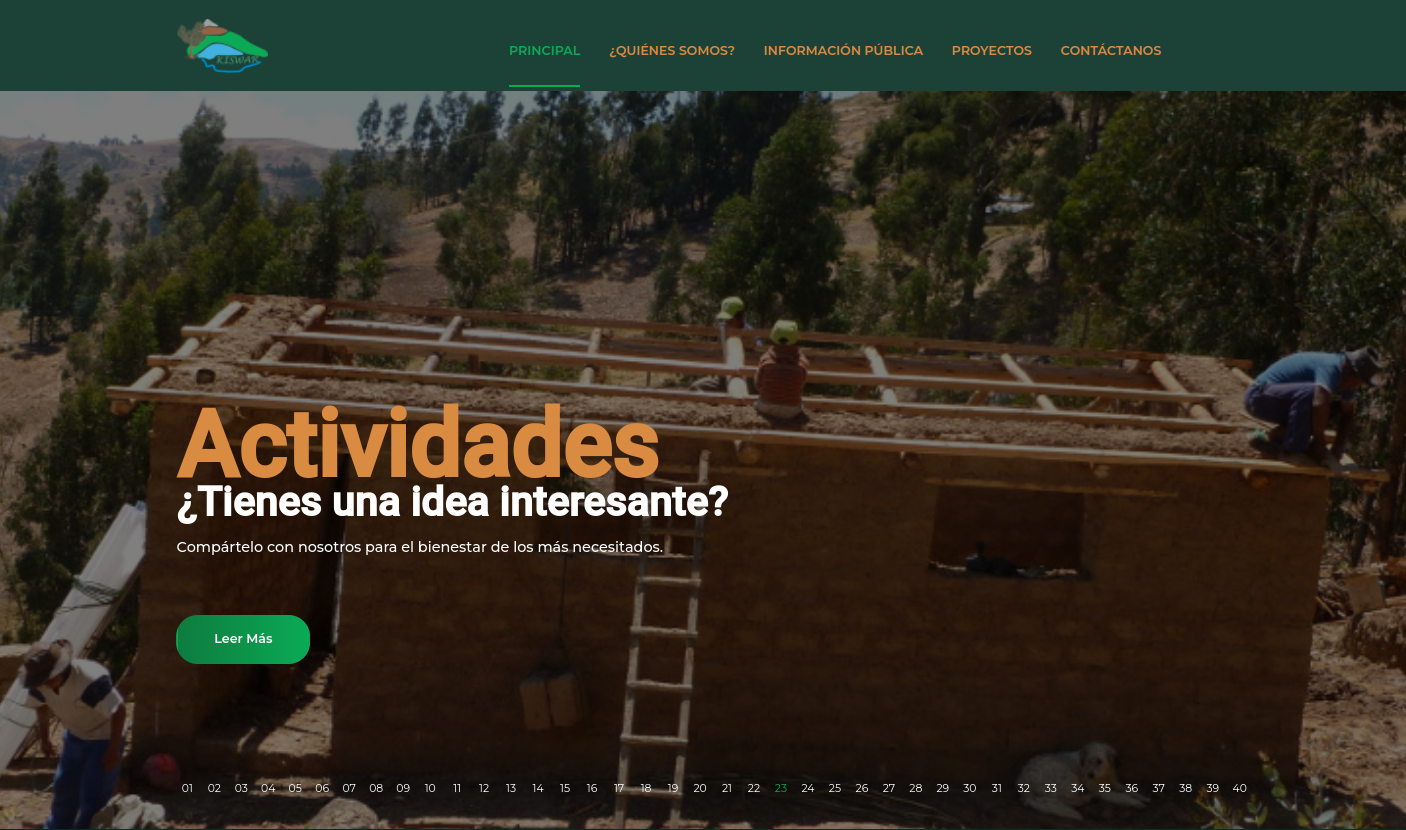 KISWAR
PRINCIPAL ¿QUIÉNES SOMOS? INFORMACIÓN PÚBLICA PROYECTOS CONTÁCTANOS
Actividades
¿Tienes una idea interesante?
Compártelo con nosotros para el bienestar de los más necesitados.
Leer Más
01 02 03 04 05 06 07 08 09 10 11 12 13 14 15 16 17 18 19 20 21 22 23 24 25 26 27 28 29 30 31 32 33 34 35 36 37 38 39 40